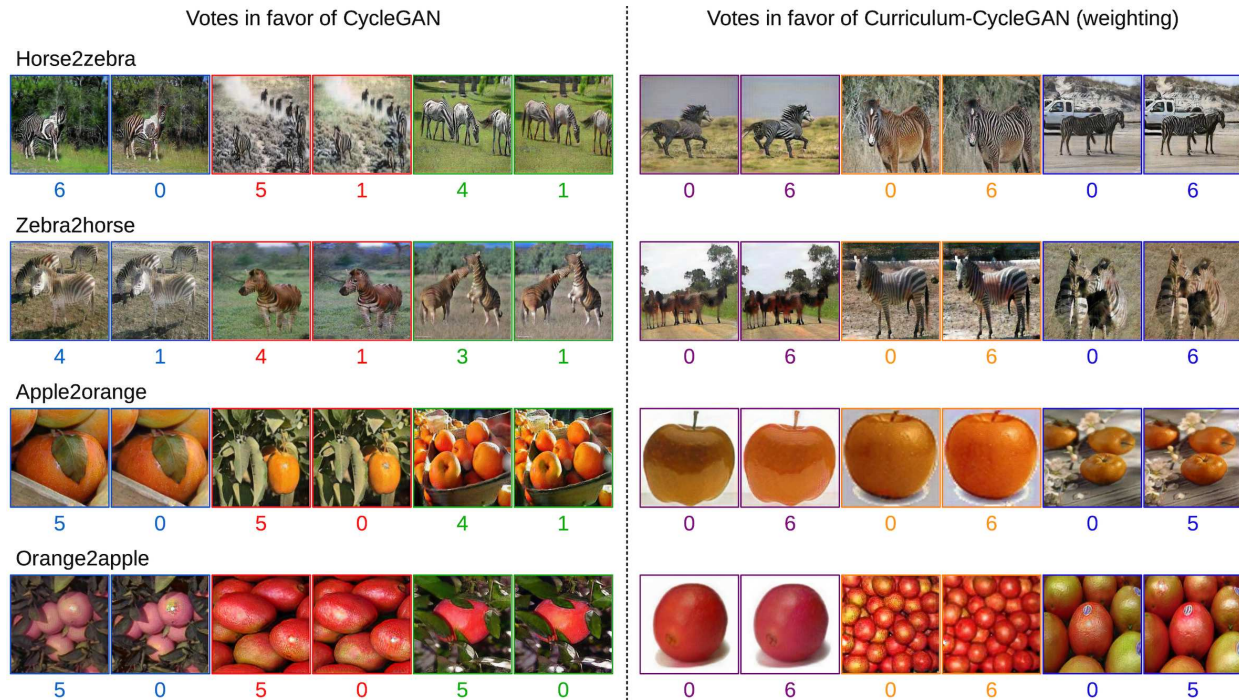 Votes in favor of CycleGAN
Votes in favor of Curriculum-CycleGAN (weighting)
Horse2zebra
6 0 5 1 4 1 0 6 0 6 0 6
Zebra2horse
4 1 4 1 3 1 0 6 0 6 0 6
Apple2orange
5 0 5 0 4 1 0 6 0 6 0 5
Orange2apple
5 0 5 0 5 0 0 6 0 6 0 5